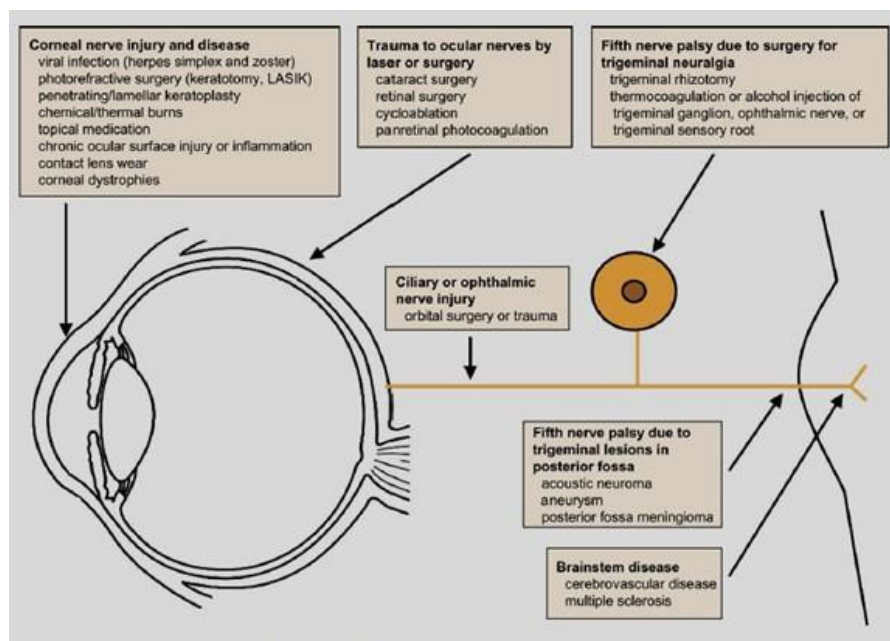 Corneal nerve injury and disease
viral infection (herpes simplex and zoster)
photorefractive surgery (keratotomy, LASIK)
penetrating/lamellar keratoplasty
chemical/thermal burns
topical medication
chronic ocular surface injury or inflammation
contact lens wear
corneal dystrophies
Trauma to ocular nerves by
laser or surgery
cataract surgery
retinal surgery
cycloablation
panretinal photocoagulation
Fifth nerve palsy due to surgery for
trigeminal neuralgia
trigeminal rhizotomy
thermocoagulation or alcohol injection of
trigeminal ganglion, ophthalmic nerve, or
trigeminal sensory root
Ciliary or ophthalmic
nerve injury
orbital surgery or trauma
Fifth nerve palsy due to
trigeminal lesions in
posterior fossa
acoustic neuroma
aneurysm
posterior fossa meningioma
Brainstem disease
cerebrovascular disease
multiple sclerosis